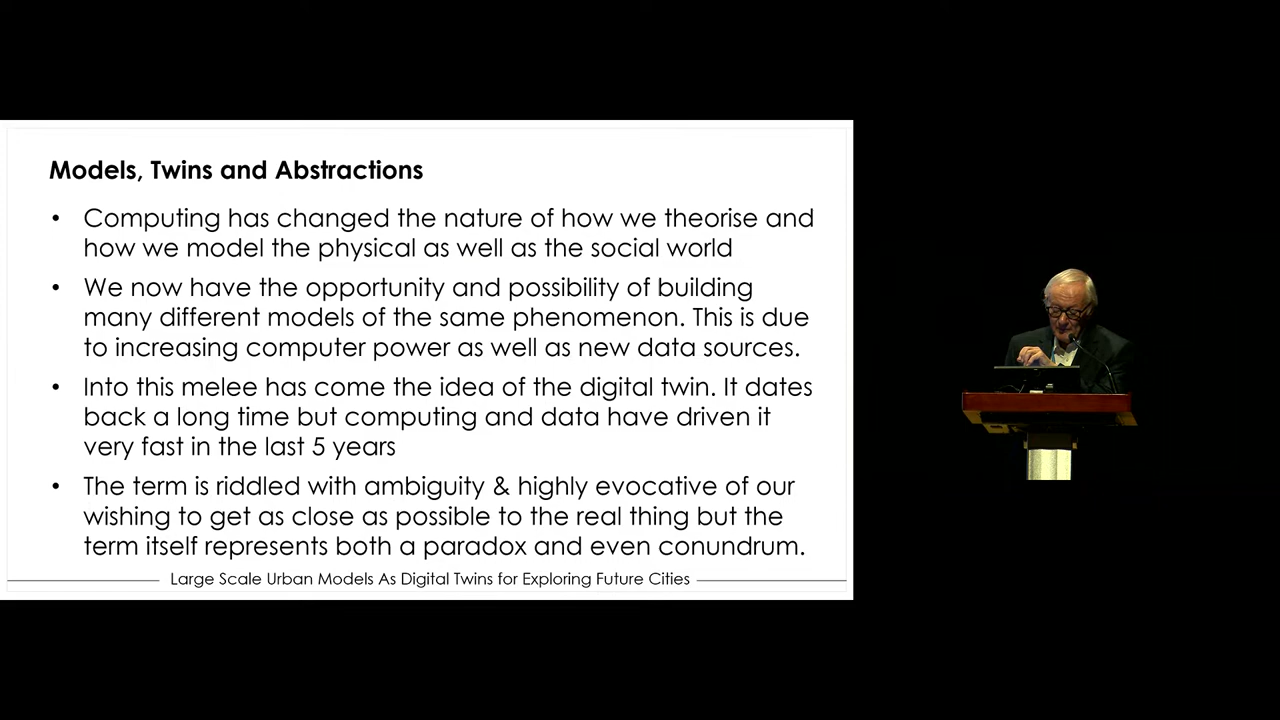 Models, Twins and Abstractions
• Computing has changed the nature of how we theorise and
how we model the physical as well as the social world
• We now have the opportunity and possibility of building
many different models of the same phenomenon. This is due
to increasing computer power as well as new data sources.
• Into this melee has come the idea of the digital twin. It dates
back a long time but computing and data have driven it
very fast in the last 5 years
• The term is riddled with ambiguity & highly evocative of our
wishing to get as close as possible to the real thing but the
term itself represents both a paradox and even conundrum.
Large Scale Urban Models As Digital Twins for Exploring Future Cities